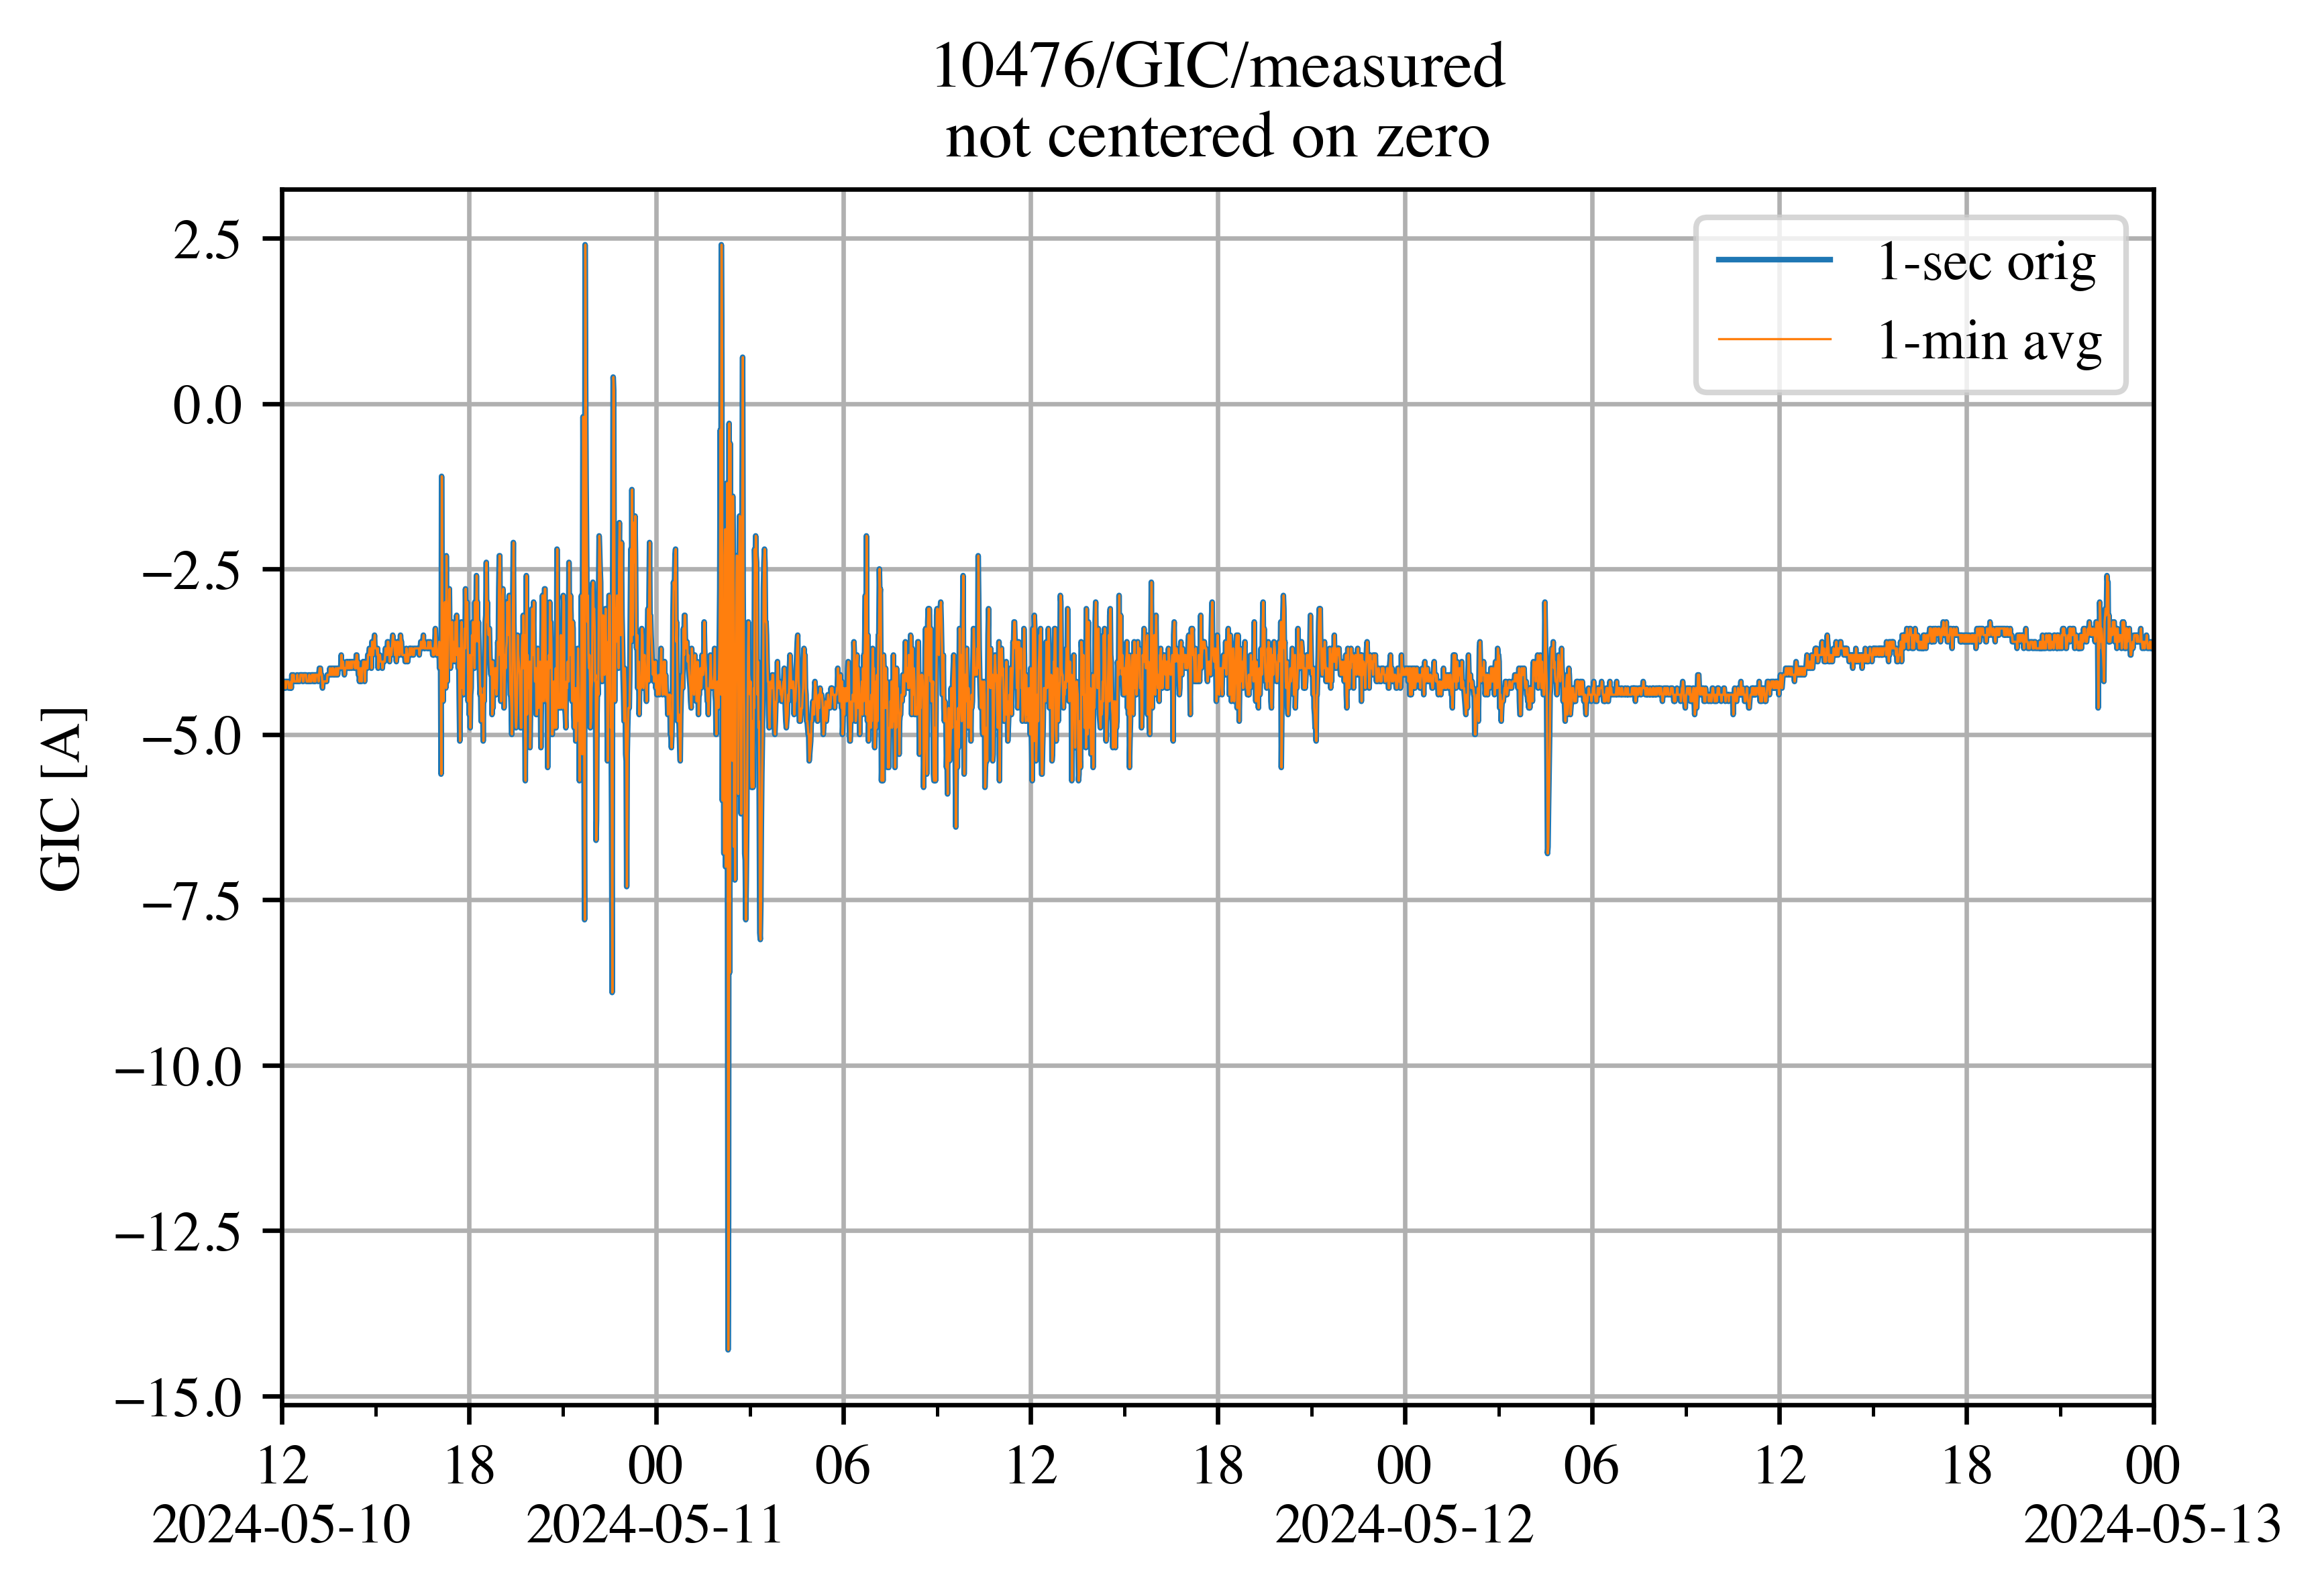 10476/GIC/measured
not centered on zero
1-sec orig
1-min avg
GIC [A]
2.5
0.0
−2.5
−5.0
−7.5
−10.0
−12.5
−15.0
12 18 00 06 12 18 00 06 12 18 00
2024-05-10 2024-05-11 2024-05-12 2024-05-13